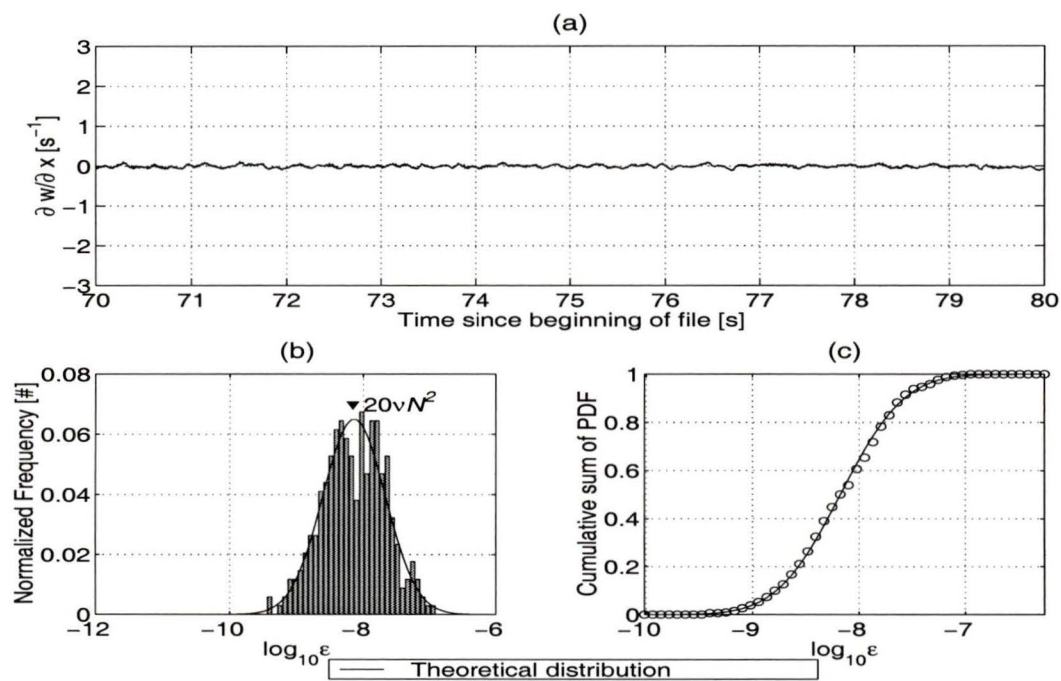 (a)
∂ w/∂ x [s⁻¹]
3
2
1
0
−1
−2
−3
70 71 72 73 74 75 76 77 78 79 80
Time since beginning of file [s]
(b)
Normalized Frequency [#]
0.08
0.06
0.04
0.02
0
▼20νN²
−12 −10 −8 −6
log₁₀ε
(c)
Cumulative sum of PDF
1
0.8
0.6
0.4
0.2
0
−10 −9 −8 −7
log₁₀ε
Theoretical distribution